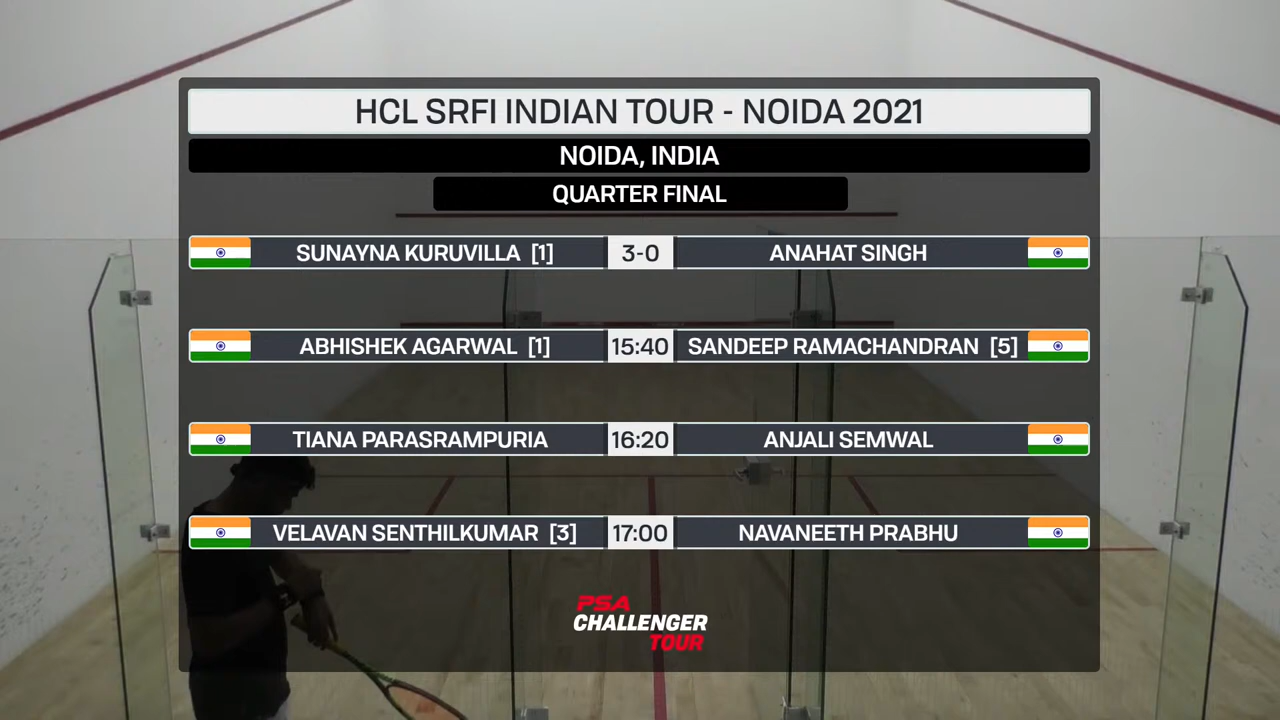 HCL SRFI INDIAN TOUR - NOIDA 2021
NOIDA, INDIA
QUARTER FINAL
SUNAYNA KURUVILLA [1] 3-0 ANAHAT SINGH
ABHISHEK AGARWAL [1] 15:40 SANDEEP RAMACHANDRAN [5]
TIANA PARASRAMPURIA 16:20 ANJALI SEMWAL
VELAVAN SENTHILKUMAR [3] 17:00 NAVANEETH PRABHU
PSA
CHALLENGER
TOUR